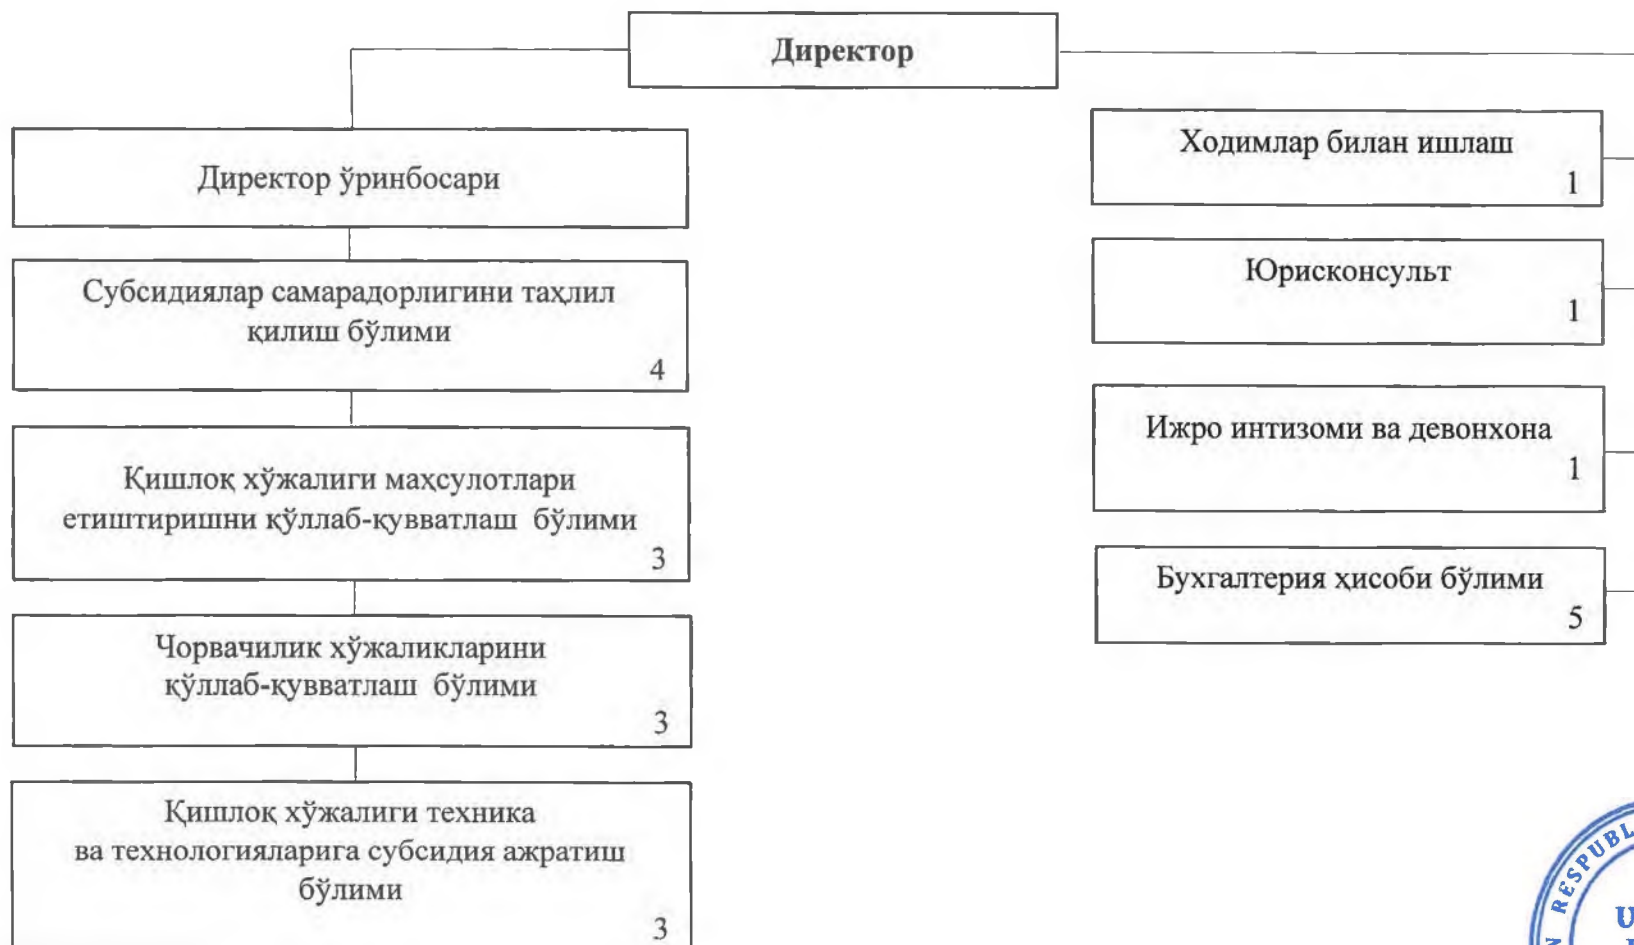 Директор
Директор ўринбосари
Субсидиялар самарадорлигини таҳлил
қилиш бўлими
4
Қишлоқ хўжалиги маҳсулотлари
етиштиришни қўллаб-қувватлаш бўлими
3
Чорвачилик хўжаликларини
қўллаб-қувватлаш бўлими
3
Қишлоқ хўжалиги техника
ва технологияларига субсидия ажратиш
бўлими
3
Ходимлар билан ишлаш
1
Юрисконсульт
1
Ижро интизоми ва девонхона
1
Бухгалтерия ҳисоби бўлими
5